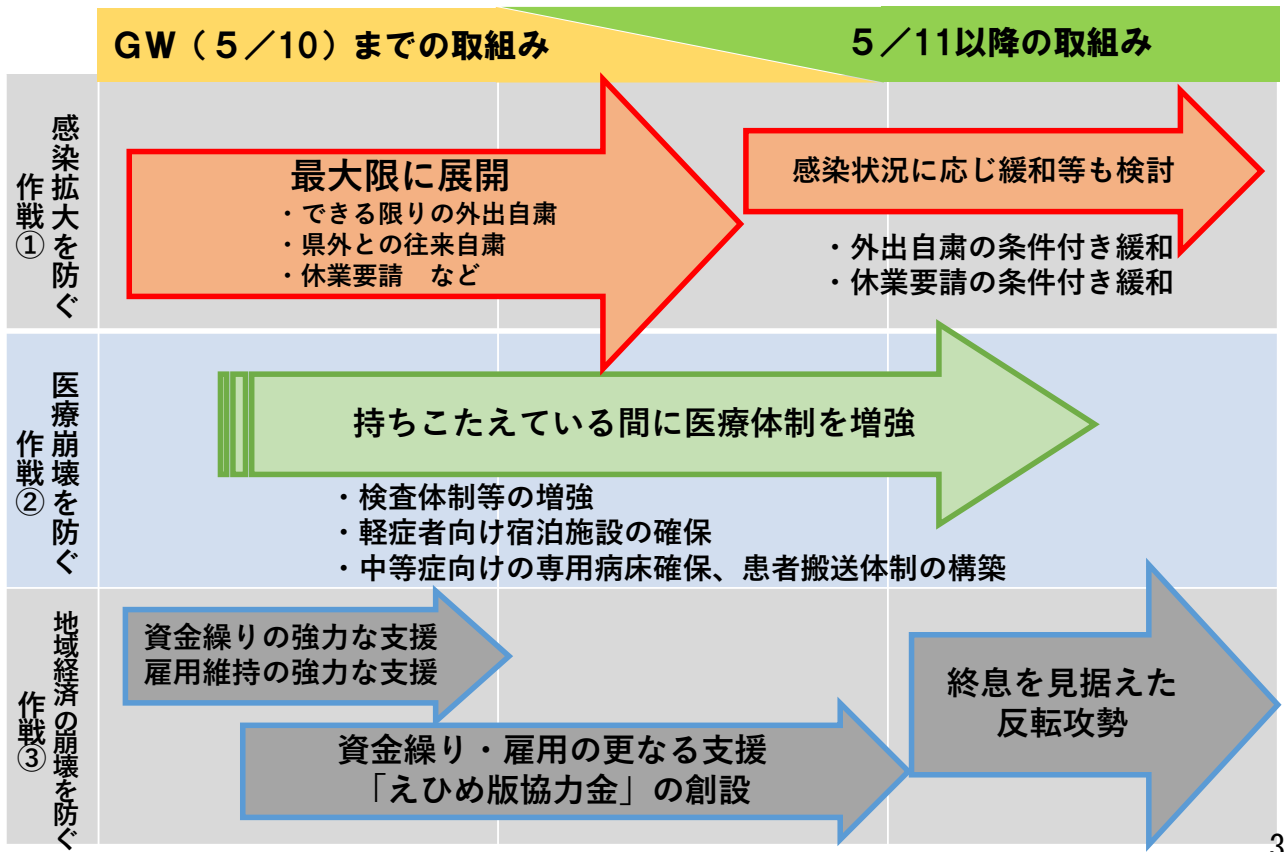 GW（５／10）までの取組み
５／11以降の取組み
作戦①
感染拡大を防ぐ
最大限に展開
・できる限りの外出自粛
・県外との往来自粛
・休業要請　など
感染状況に応じ緩和等も検討
・外出自粛の条件付き緩和
・休業要請の条件付き緩和
作戦②
医療崩壊を防ぐ
持ちこたえている間に医療体制を増強
・検査体制等の増強
・軽症者向け宿泊施設の確保
・中等症向けの専用病床確保、患者搬送体制の構築
作戦③
地域経済の崩壊を防ぐ
資金繰りの強力な支援
雇用維持の強力な支援
資金繰り・雇用の更なる支援
「えひめ版協力金」の創設
終息を見据えた
反転攻勢
3